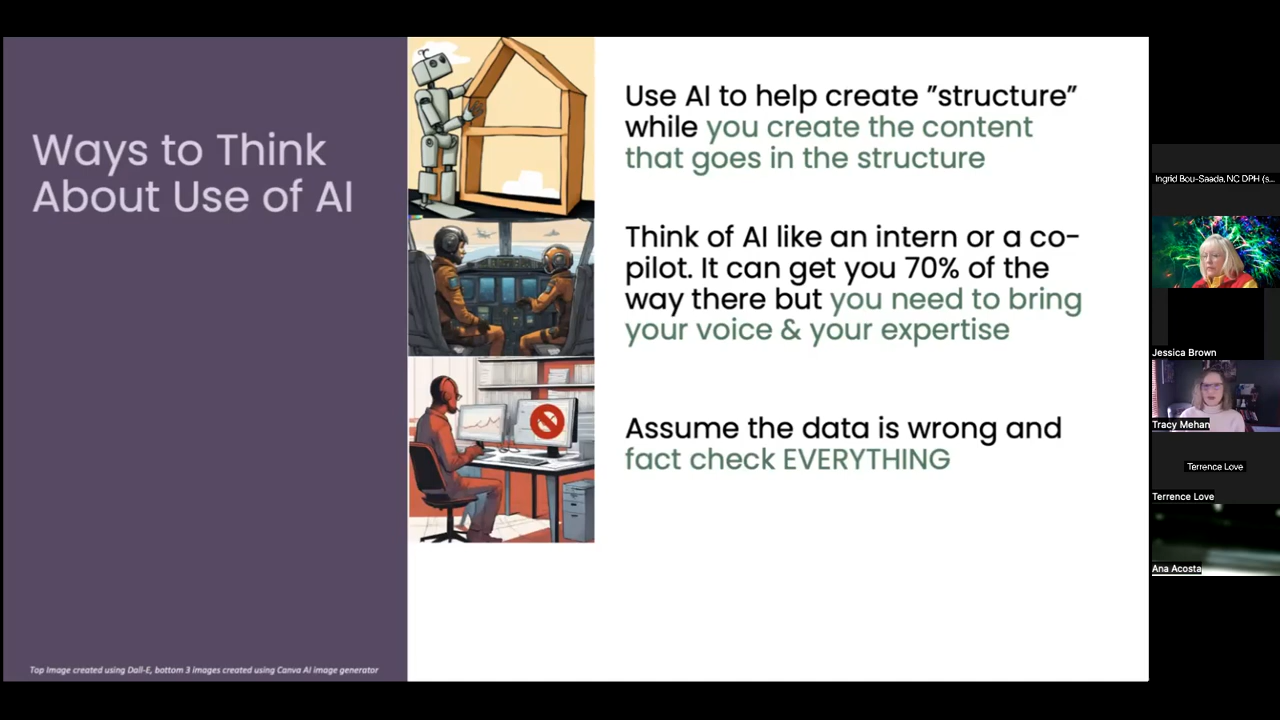 Ways to Think
About Use of AI
Use AI to help create ”structure”
while you create the content
that goes in the structure
Think of AI like an intern or a co-
pilot. It can get you 70% of the
way there but you need to bring
your voice & your expertise
Assume the data is wrong and
fact check EVERYTHING
Top Image created using Dall-E, bottom 3 images created using Canva AI image generator
Ingrid Bou-Saada, NC DPH (s...
Jessica Brown
Tracy Mehan
Terrence Love
Terrence Love
Ana Acosta